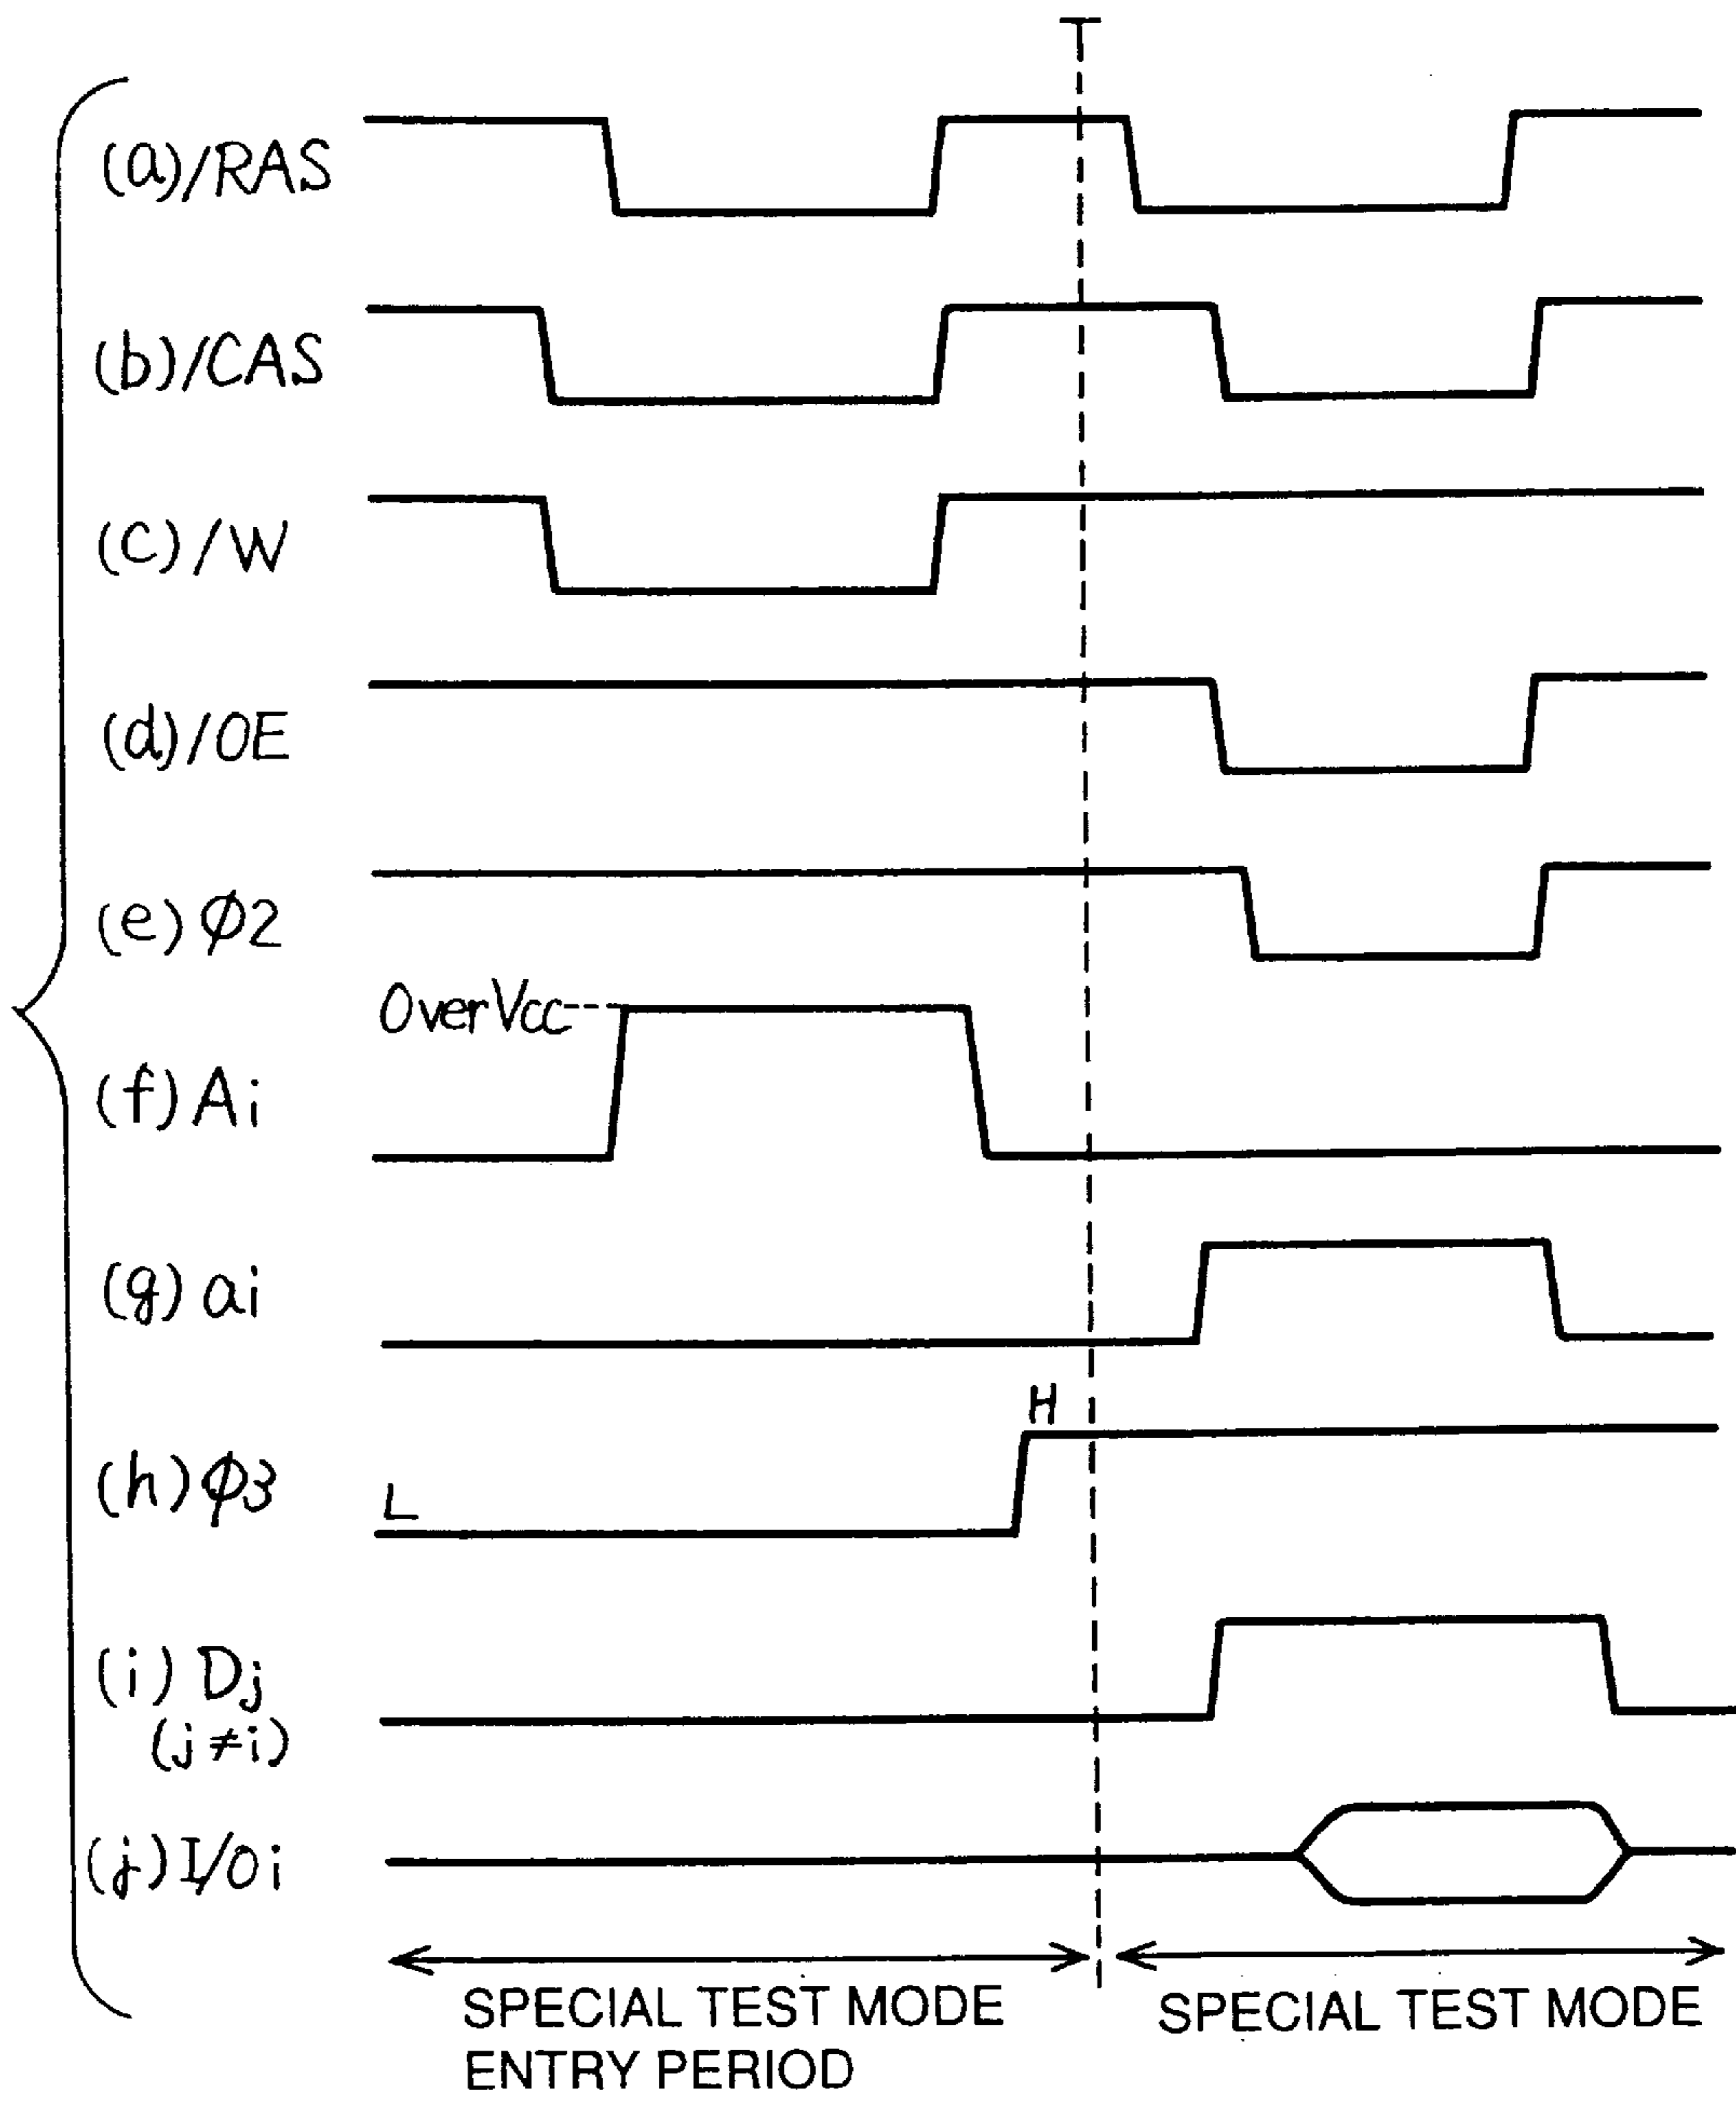 (a)/RAS
(b)/CAS
(c)/W
(d)/OE
(e)φ2
OverVcc
(f)Ai
(g)ai
H
(h)φ3
L
(i)Dj
(j≠i)
(j)I/Oi
SPECIAL TEST MODE
ENTRY PERIOD
SPECIAL TEST MODE